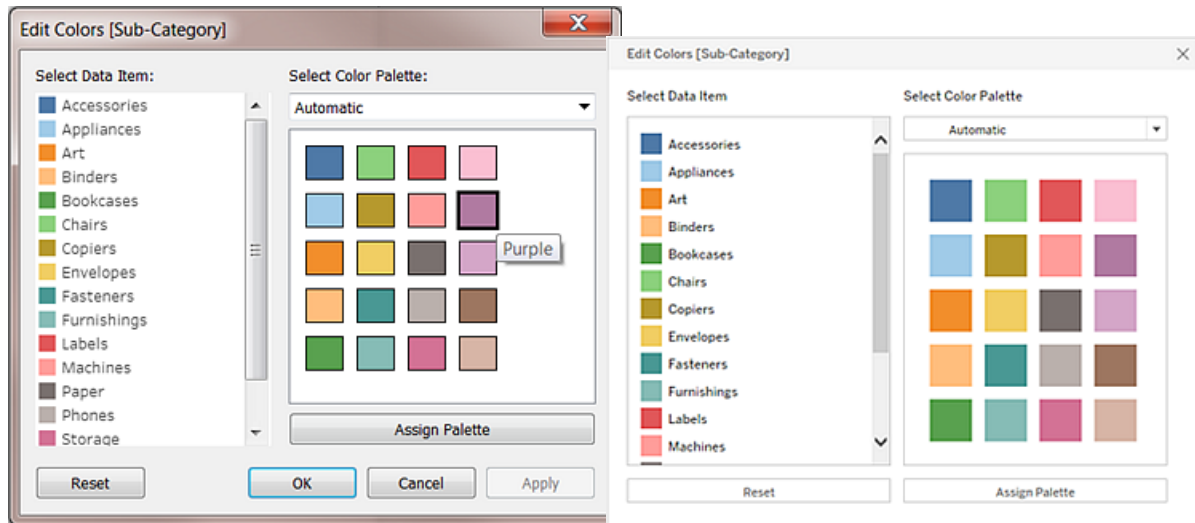 Edit Colors [Sub-Category]
X
Select Data Item:
Select Color Palette:
Accessories
Appliances
Art
Binders
Bookcases
Chairs
Copiers
Envelopes
Fasteners
Furnishings
Labels
Machines
Paper
Phones
Storage
Automatic
Purple
Assign Palette
Reset
OK
Cancel
Apply
Edit Colors [Sub-Category]
Select Data Item
Select Color Palette
Accessories
Appliances
Art
Binders
Bookcases
Chairs
Copiers
Envelopes
Fasteners
Furnishings
Labels
Machines
Automatic
Reset
Assign Palette